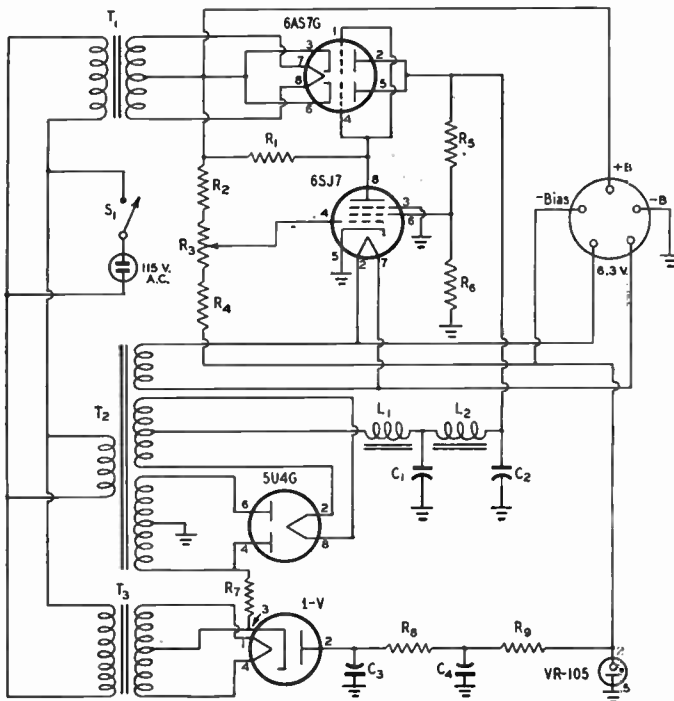 T1
6AS7G
1
3
2
7
8
5
6
4
+B
R1
R5
8
-Bias
-B
R2
6SJ7
S1
4
3
6
R3
115 V.
A.C.
5
2
7
6.3 V.
R6
R4
T2
L1
L2
5U4G
C1
C2
6
2
4
8
R7
T3
1-V
3
1
2
R8
R9
2
4
C3
C4
VR-105
5